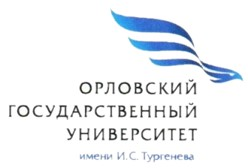 ОРЛОВСКИЙ
ГОСУДАРСТВЕННЫЙ
УНИВЕРСИТЕТ
имени И.С. Тургенева